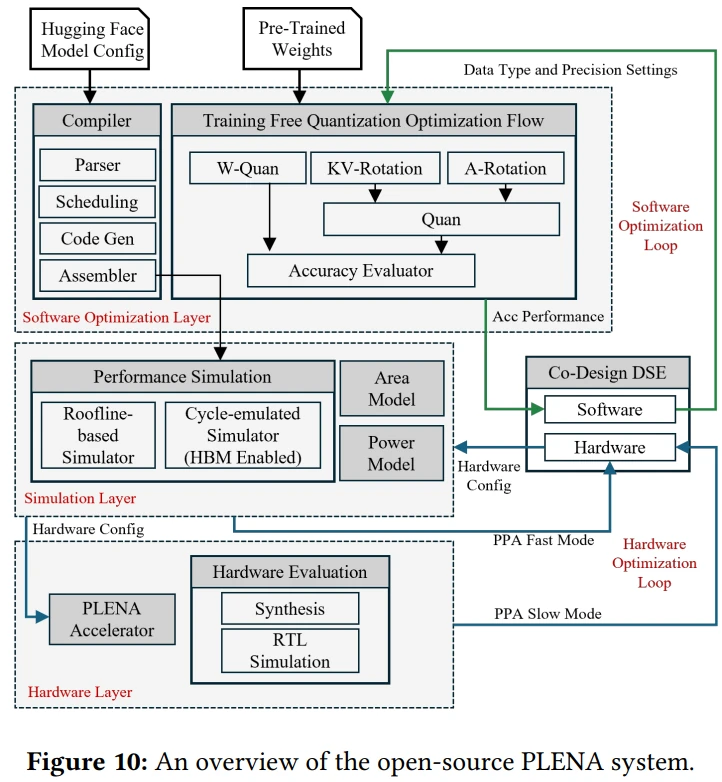 Hugging Face
Model Config
Pre-Trained
Weights
Data Type and Precision Settings
Compiler
Parser
Scheduling
Code Gen
Assembler
Training Free Quantization Optimization Flow
W-Quan
KV-Rotation
A-Rotation
Quan
Accuracy Evaluator
Software Optimization Layer
Software
Optimization
Loop
Acc Performance
Performance Simulation
Roofline-
based
Simulator
Cycle-emulated
Simulator
(HBM Enabled)
Area
Model
Power
Model
Simulation Layer
Co-Design DSE
Software
Hardware
Hardware
Config
Hardware Config
PPA Fast Mode
Hardware
Optimization
Loop
PLENA
Accelerator
Hardware Evaluation
Synthesis
RTL
Simulation
PPA Slow Mode
Hardware Layer
Figure 10: An overview of the open-source PLENA system.